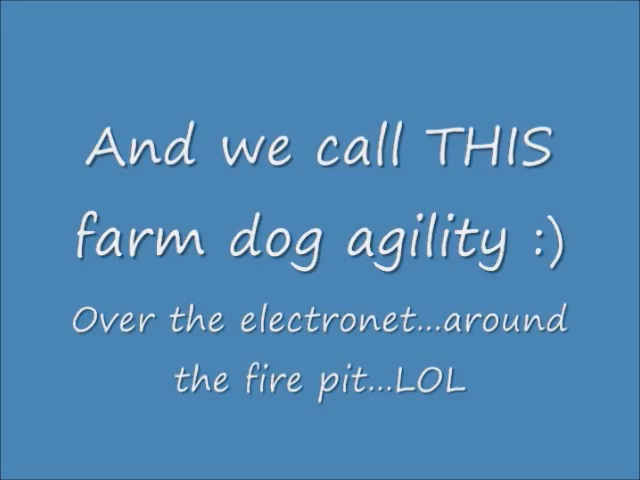 And we call THIS
farm dog agility :)
Over the electronet...around
the fire pit...LOL